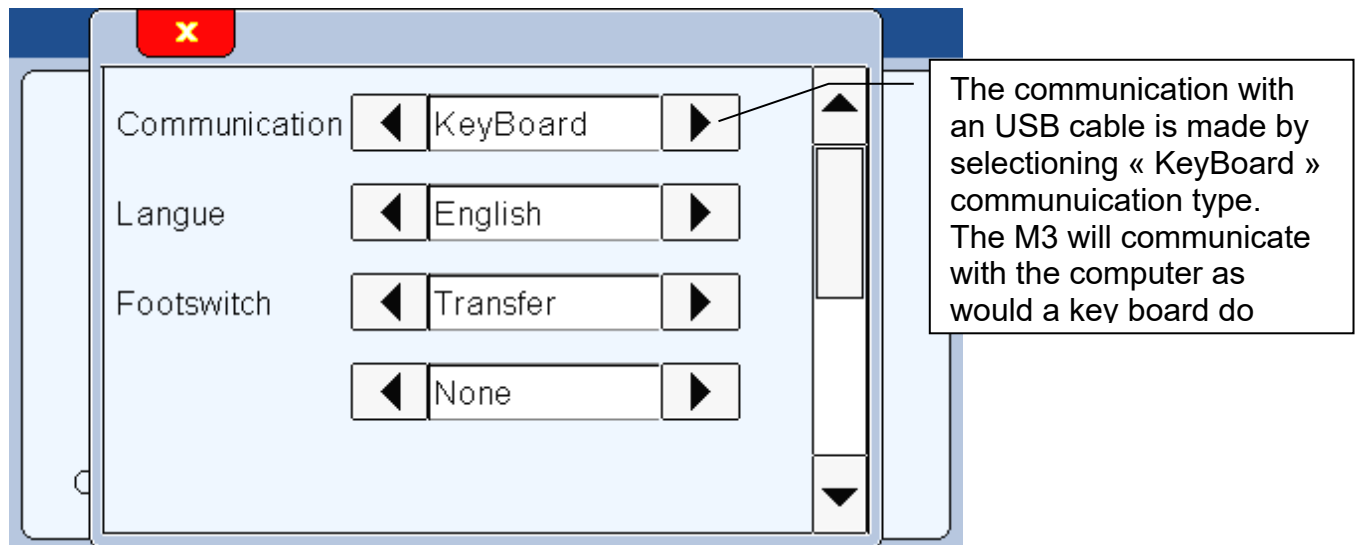 x
Communication KeyBoard
Langue English
Footswitch Transfer
None
The communication with
an USB cable is made by
selectioning « KeyBoard »
communuication type.
The M3 will communicate
with the computer as
would a key board do